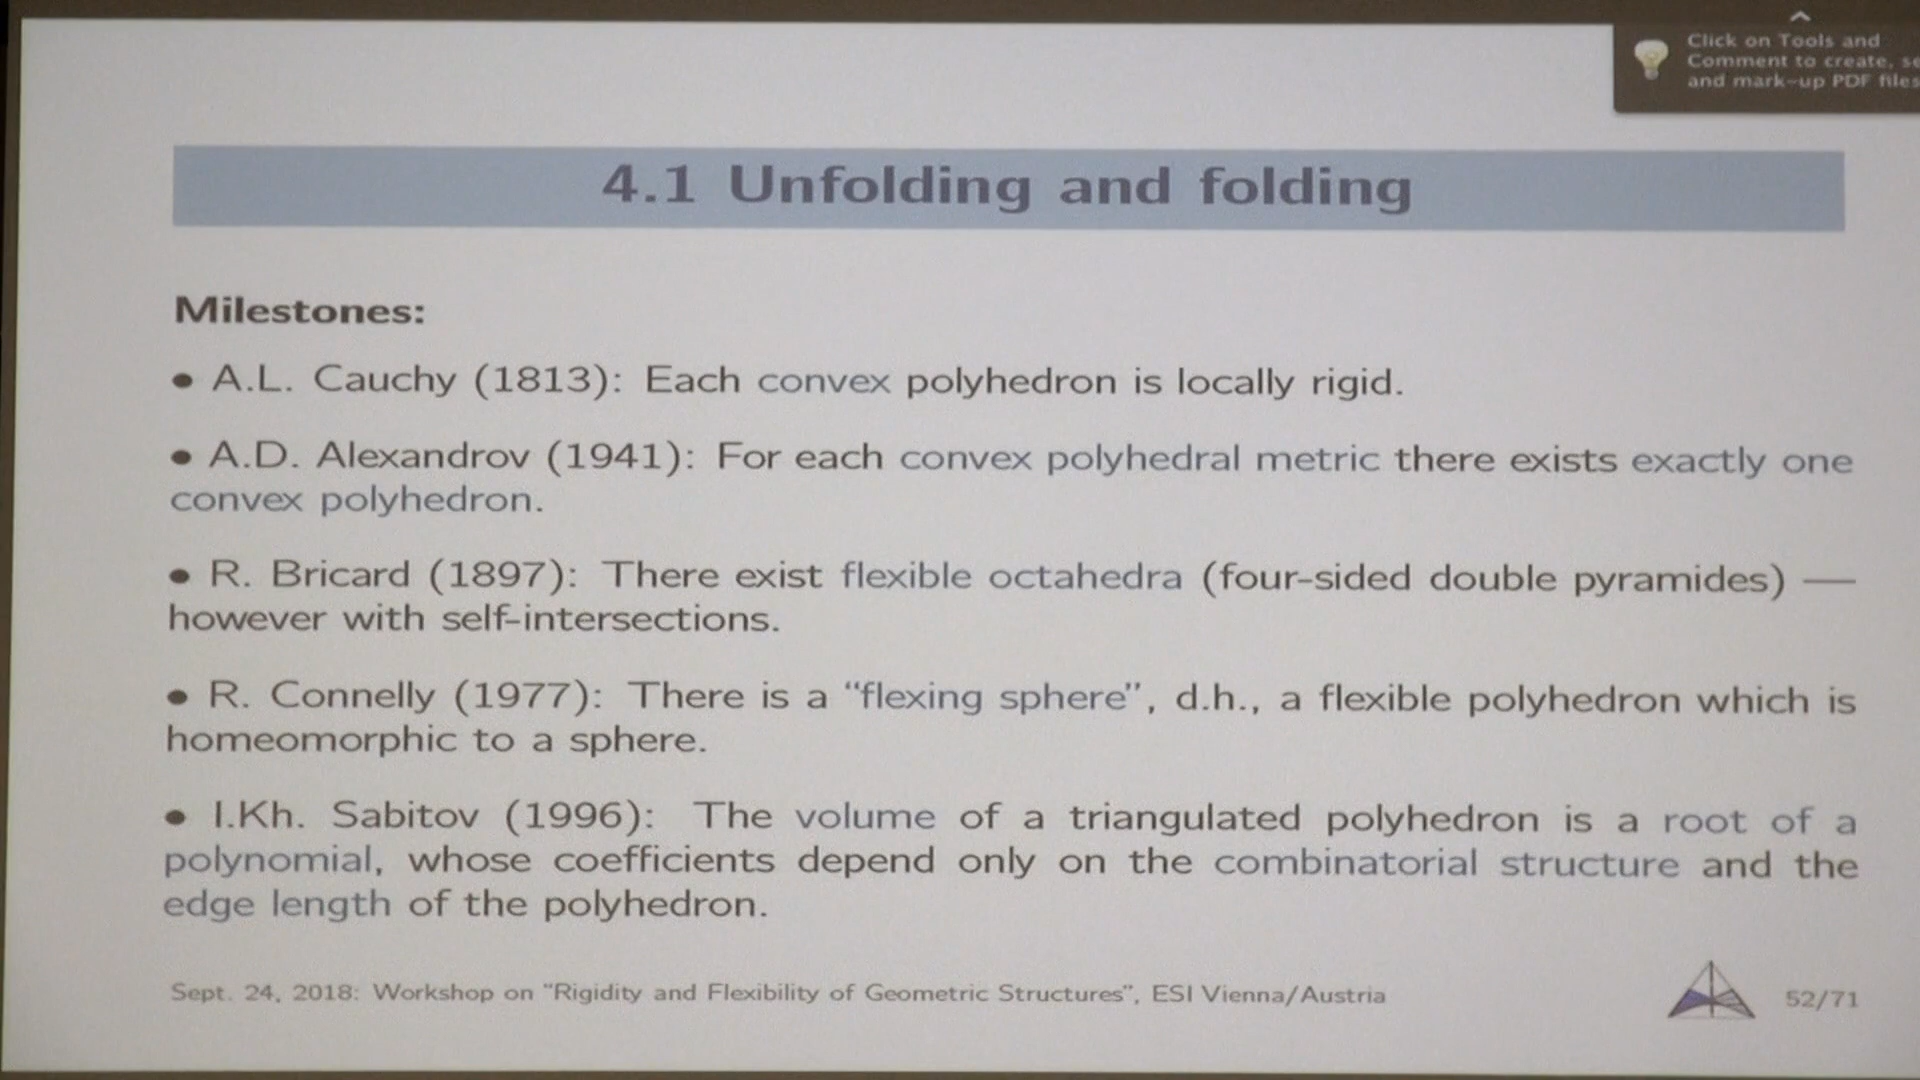 Click on Tools and
Comment to create, se
and mark-up PDF files
4.1 Unfolding and folding
Milestones:
• A.L. Cauchy (1813): Each convex polyhedron is locally rigid.
• A.D. Alexandrov (1941): For each convex polyhedral metric there exists exactly one
convex polyhedron.
• R. Bricard (1897): There exist flexible octahedra (four-sided double pyramids) —
however with self-intersections.
• R. Connelly (1977): There is a “flexing sphere”, d.h., a flexible polyhedron which is
homeomorphic to a sphere.
• I.Kh. Sabitov (1996): The volume of a triangulated polyhedron is a root of a
polynomial, whose coefficients depend only on the combinatorial structure and the
edge length of the polyhedron.
Sept. 24, 2018: Workshop on “Rigidity and Flexibility of Geometric Structures”, ESI Vienna/Austria
52/71